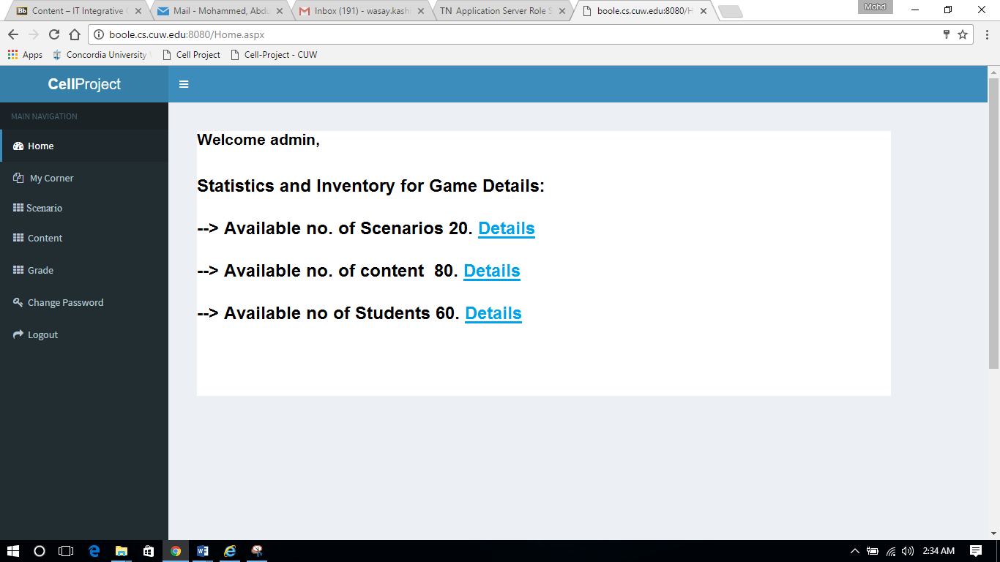 Bb Content – IT Integrative C
Mail - Mohammed, Abdu
Inbox (191) - wasay.kash
TN Application Server Role S
boole.cs.cuw.edu:8080/H
Mohd
boole.cs.cuw.edu:8080/Home.aspx
Apps
Concordia University
Cell Project
Cell-Project - CUW
CellProject
MAIN NAVIGATION
Home
My Corner
Scenario
Content
Grade
Change Password
Logout
Welcome admin,
Statistics and Inventory for Game Details:
--> Available no. of Scenarios 20. Details
--> Available no. of content  80. Details
--> Available no of Students 60. Details
2:34 AM